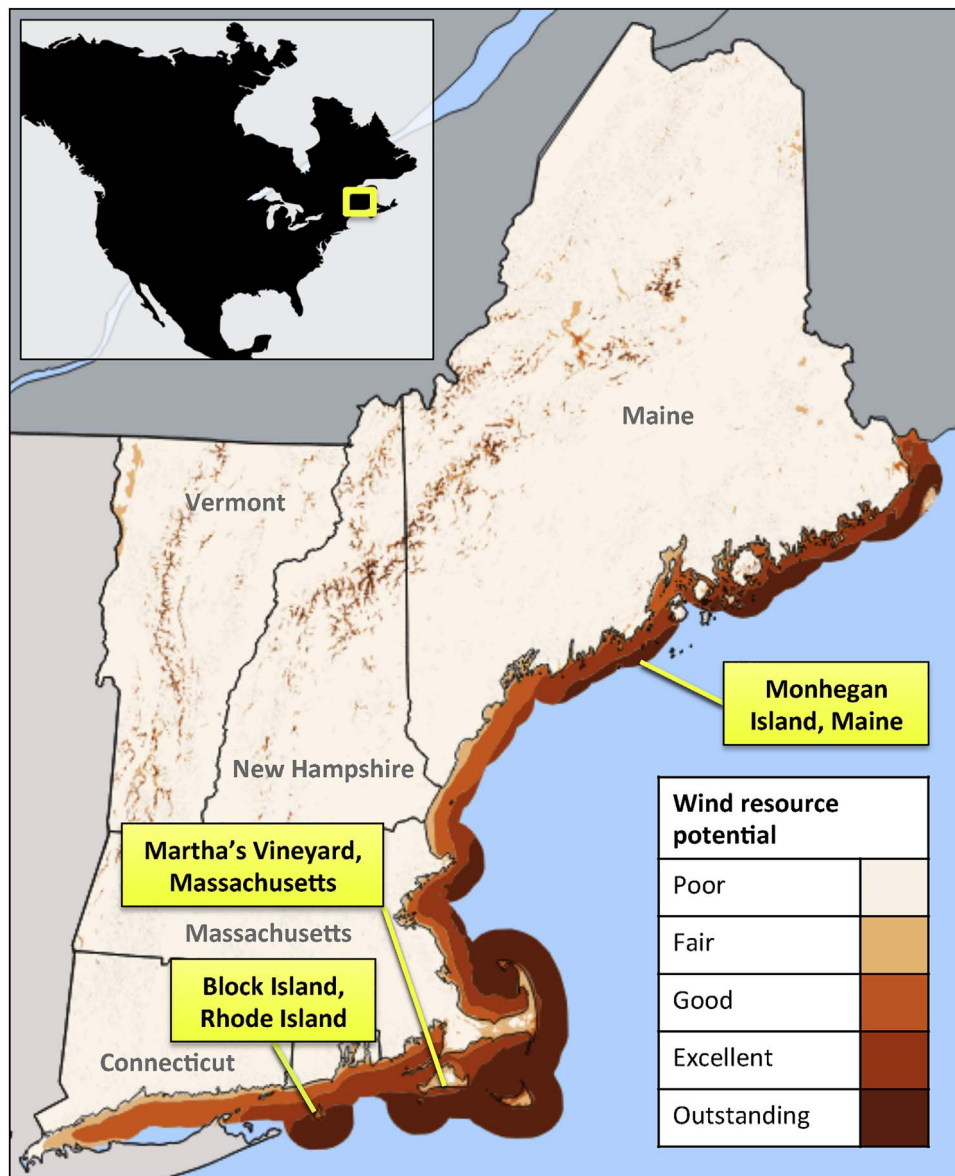 Maine
Vermont
Monhegan
Island, Maine
New Hampshire
Wind resource
potential
Martha's Vineyard,
Massachusetts
Poor
Massachusetts
Fair
Block Island,
Rhode Island
Good
Connecticut
Excellent
Outstanding